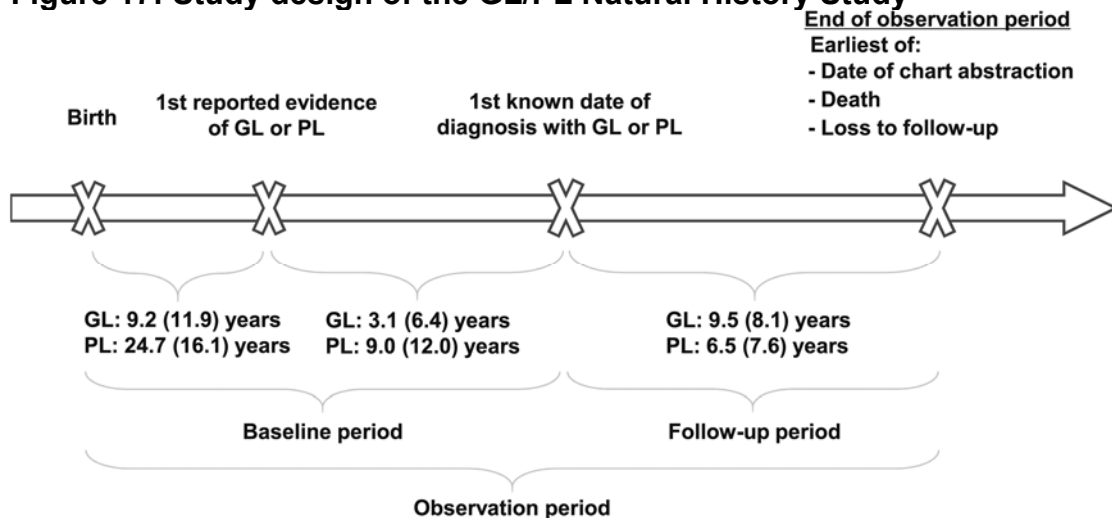 Figure 17: Study design of the GL/PL Natural History Study
End of observation period
Earliest of:
- Date of chart abstraction
- Death
- Loss to follow-up
Birth
1st reported evidence
of GL or PL
1st known date of
diagnosis with GL or PL
GL: 9.2 (11.9) years
PL: 24.7 (16.1) years
GL: 3.1 (6.4) years
PL: 9.0 (12.0) years
GL: 9.5 (8.1) years
PL: 6.5 (7.6) years
Baseline period
Follow-up period
Observation period